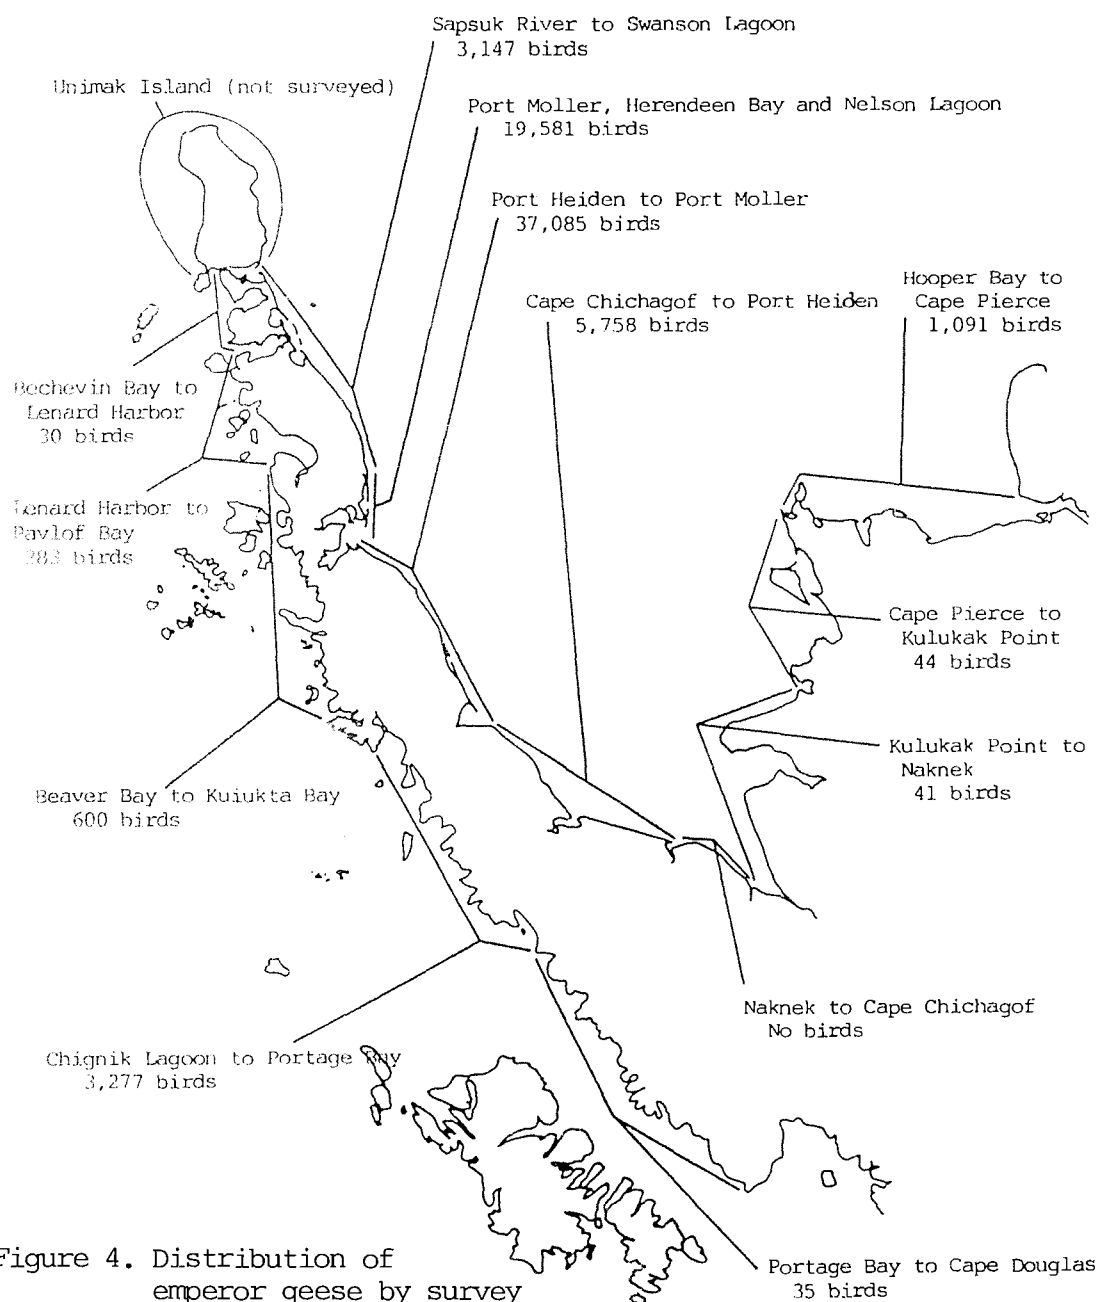 Sapsuk River to Swanson Lagoon
3,147 birds
Unimak Island (not surveyed)
Port Moller, Herendeen Bay and Nelson Lagoon
19,581 birds
Port Heiden to Port Moller
37,085 birds
Hooper Bay to
Cape Pierce
1,091 birds
Cape Chichagof to Port Heiden
5,758 birds
Bechevin Bay to
Lenard Harbor
30 birds
Lenard Harbor to
Pavlof Bay
283 birds
Cape Pierce to
Kulukak Point
44 birds
Kulukak Point to
Naknek
41 birds
Beaver Bay to Kuiukta Bay
600 birds
Naknek to Cape Chichagof
No birds
Chignik Lagoon to Portage Bay
3,277 birds
Portage Bay to Cape Douglas
35 birds
Figure 4. Distribution of
emperor geese by survey